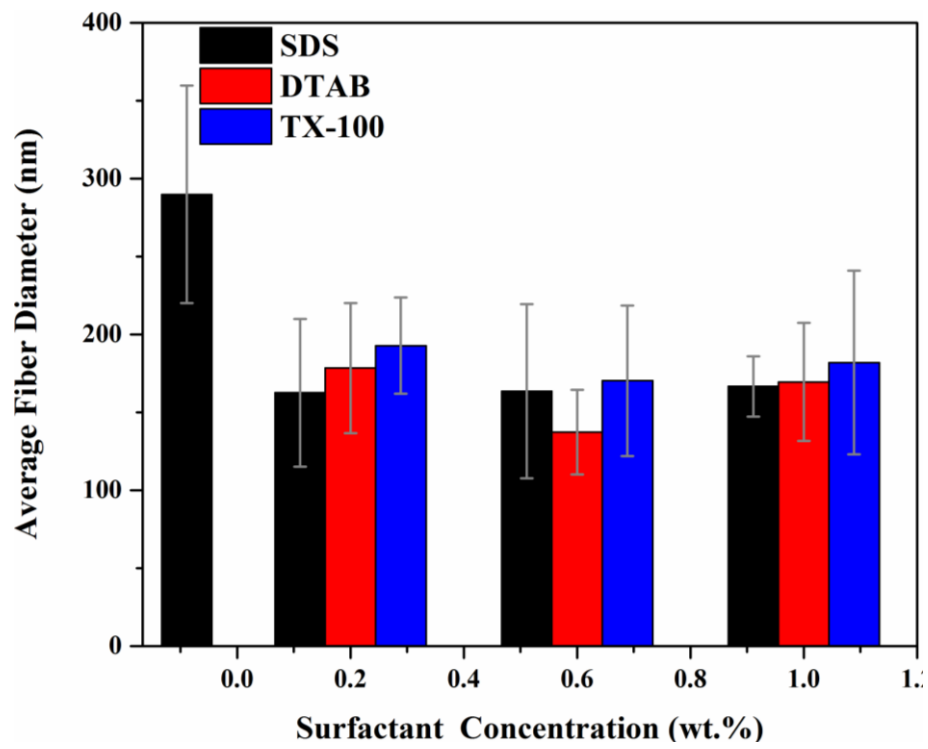 400
SDS
DTAB
TX-100
300
200
100
0
Average Fiber Diameter (nm)
0.0 0.2 0.4 0.6 0.8 1.0 1.
Surfactant Concentration (wt.%)